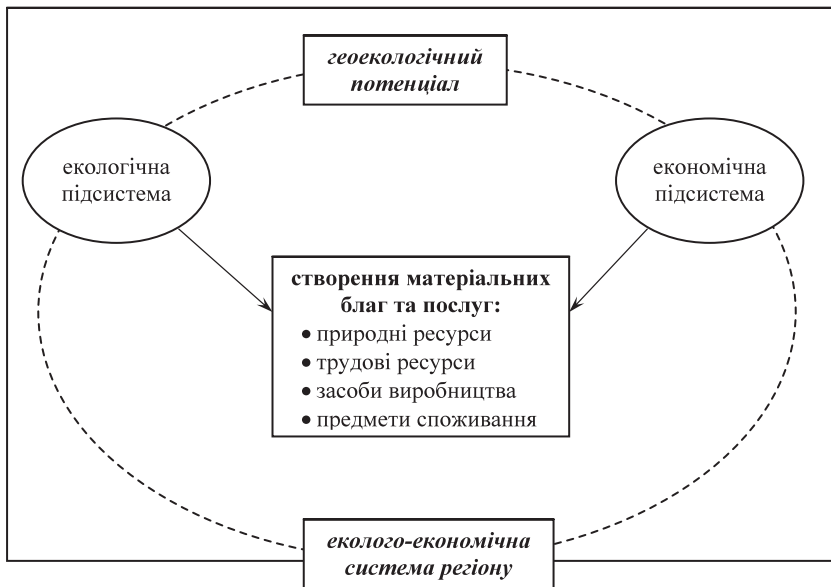 геоекологічний
потенціал
екологічна
підсистема
економічна
підсистема
створення матеріальних
благ та послуг:
• природні ресурси
• трудові ресурси
• засоби виробництва
• предмети споживання
еколого-економічна
система регіону